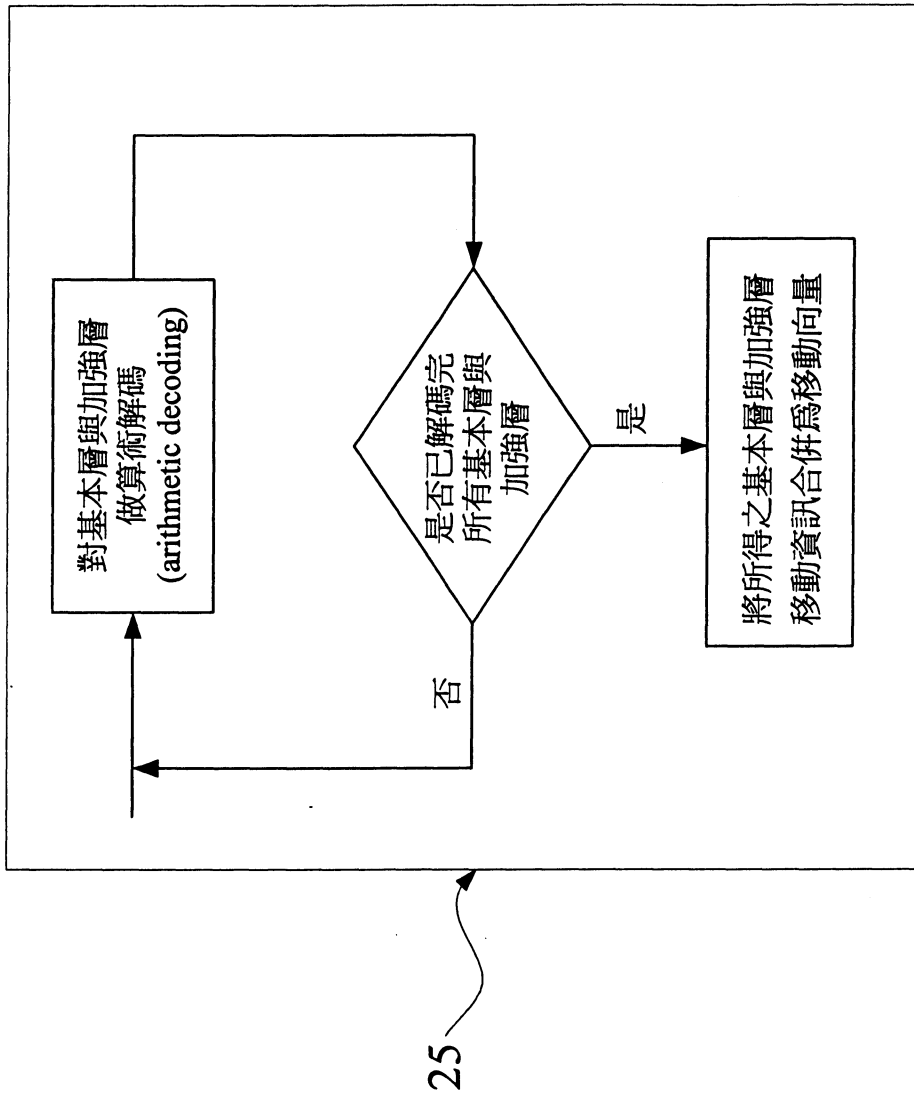 對基本層與加強層
做算術解碼
(arithmetic decoding)
是否已解碼完
所有基本層與
加強層
否
是
將所得之基本層與加強層
移動資訊合併為移動向量
25